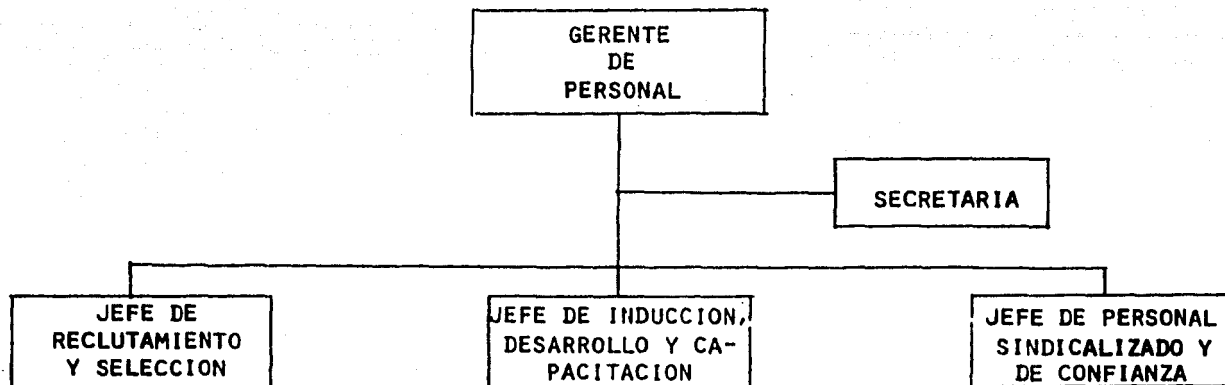 GERENTE
DE
PERSONAL
SECRETARIA
JEFE DE
RECLUTAMIENTO
Y SELECCION
JEFE DE INDUCCION,
DESARROLLO Y CA-
PACITACION
JEFE DE PERSONAL
SINDICALIZADO Y
DE CONFIANZA